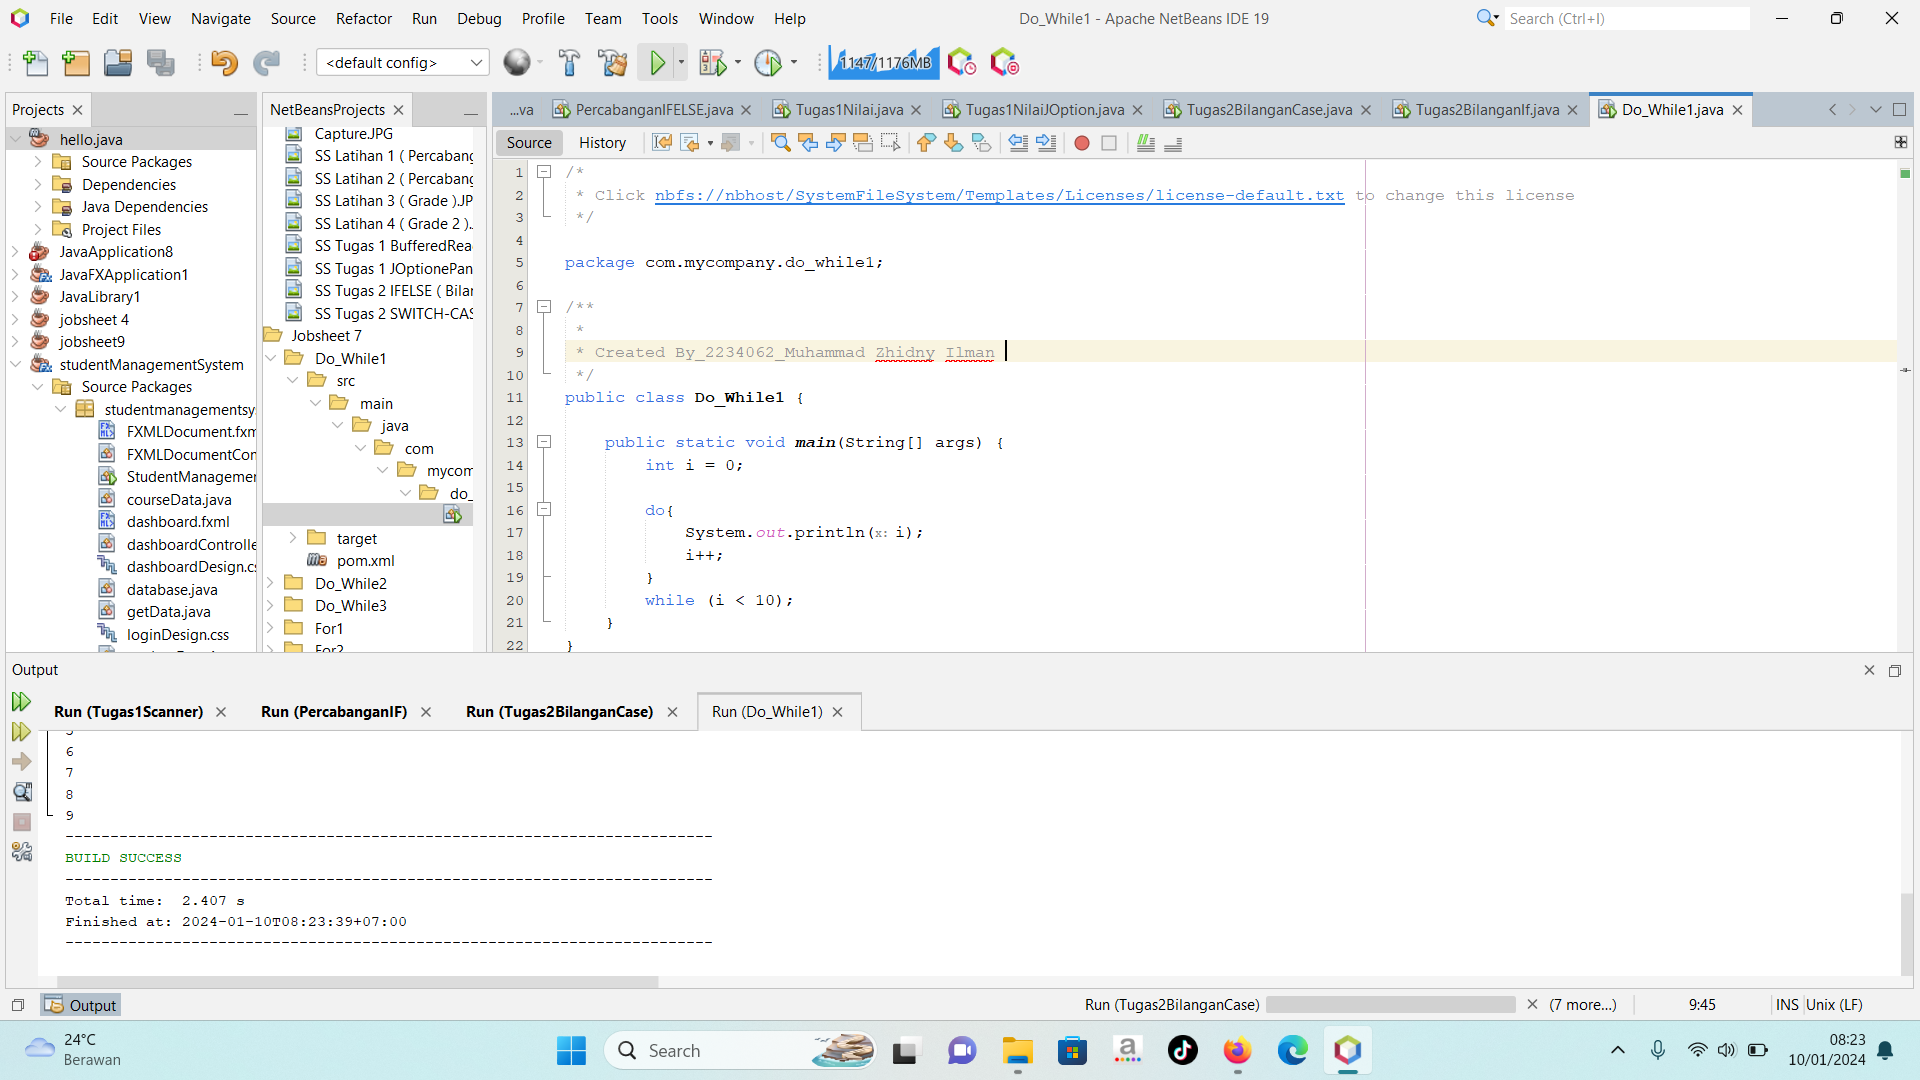 File Edit View Navigate Source Refactor Run Debug Profile Team Tools Window Help
Do_While1 - Apache NetBeans IDE 19
Search (Ctrl+I)
<default config>
1147/1176MB
Projects
hello.java
Source Packages
Dependencies
Java Dependencies
Project Files
JavaApplication8
JavaFXApplication1
JavaLibrary1
jobsheet 4
jobsheet9
studentManagementSystem
Source Packages
studentmanagementsy
FXMLDocument.fxm
FXMLDocumentCon
StudentManagemen
courseData.java
dashboard.fxml
dashboardControlle
dashboardDesign.cs
database.java
getData.java
loginDesign.css
NetBeansProjects
Capture.JPG
SS Latihan 1 ( Percabang
SS Latihan 2 ( Percabang
SS Latihan 3 ( Grade ).JP
SS Latihan 4 ( Grade 2 ).
SS Tugas 1 BufferedRea
SS Tugas 1 JOptionePan
SS Tugas 2 IFELSE ( Bilar
SS Tugas 2 SWITCH-CAS
Jobsheet 7
Do_While1
src
main
java
com
mycom
do_
target
pom.xml
Do_While2
Do_While3
For1
For2
...va PercabanganIFELSE.java Tugas1Nilai.java Tugas1NilaiJOption.java Tugas2BilanganCase.java Tugas2BilanganIf.java Do_While1.java
Source History
1 /*
2 * Click nbfs://nbhost/SystemFileSystem/Templates/Licenses/license-default.txt to change this license
3 */
4
5 package com.mycompany.do_while1;
6
7 /**
8 *
9 * Created By_2234062_Muhammad Zhidny Ilman
10 */
11 public class Do_While1 {
12
13 public static void main(String[] args) {
14 int i = 0;
15
16 do{
17 System.out.println(x: i);
18 i++;
19 }
20 while (i < 10);
21 }
22 }
Output
Run (Tugas1Scanner) Run (PercabanganIF) Run (Tugas2BilanganCase) Run (Do_While1)
6
7
8
9
------------------------------------------------------------------------
BUILD SUCCESS
------------------------------------------------------------------------
Total time:  2.407 s
Finished at: 2024-01-10T08:23:39+07:00
------------------------------------------------------------------------
Output
Run (Tugas2BilanganCase) (7 more...) 9:45 INS Unix (LF)
24°C
Berawan
Search
08:23
10/01/2024